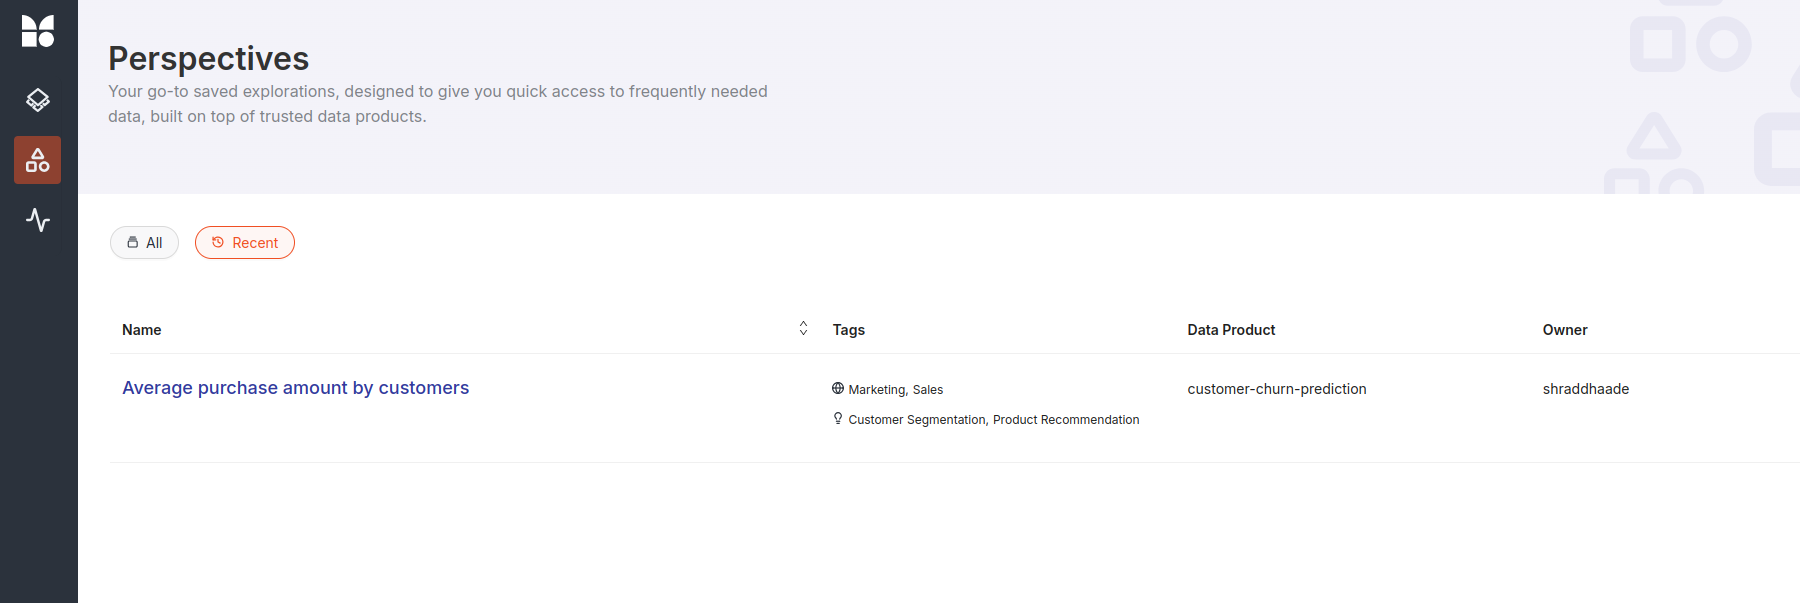 Perspectives
Your go-to saved explorations, designed to give you quick access to frequently needed
data, built on top of trusted data products.
All
Recent
Name
Tags
Data Product
Owner
Average purchase amount by customers
Marketing, Sales
Customer Segmentation, Product Recommendation
customer-churn-prediction
shraddhaade